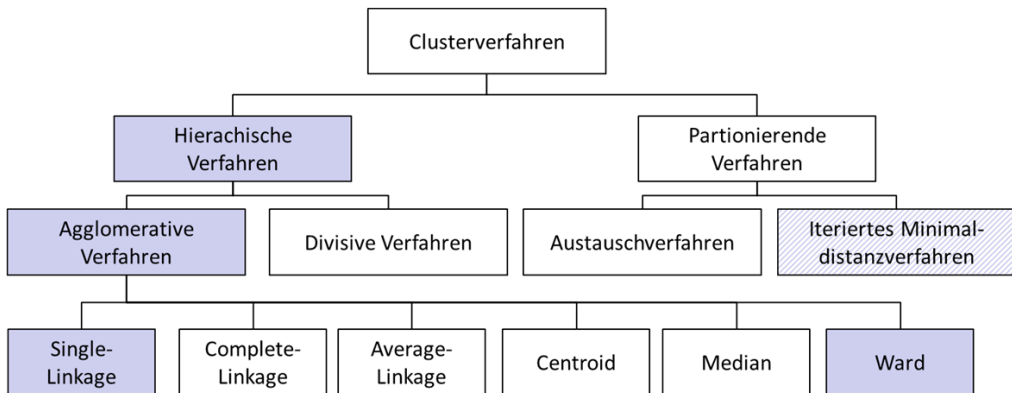 Clusterverfahren
Hierachische
Verfahren
Partionierende
Verfahren
Agglomerative
Verfahren
Divisive Verfahren
Austauschverfahren
Iteriertes Minimal-
distanzverfahren
Single-
Linkage
Complete-
Linkage
Average-
Linkage
Centroid
Median
Ward